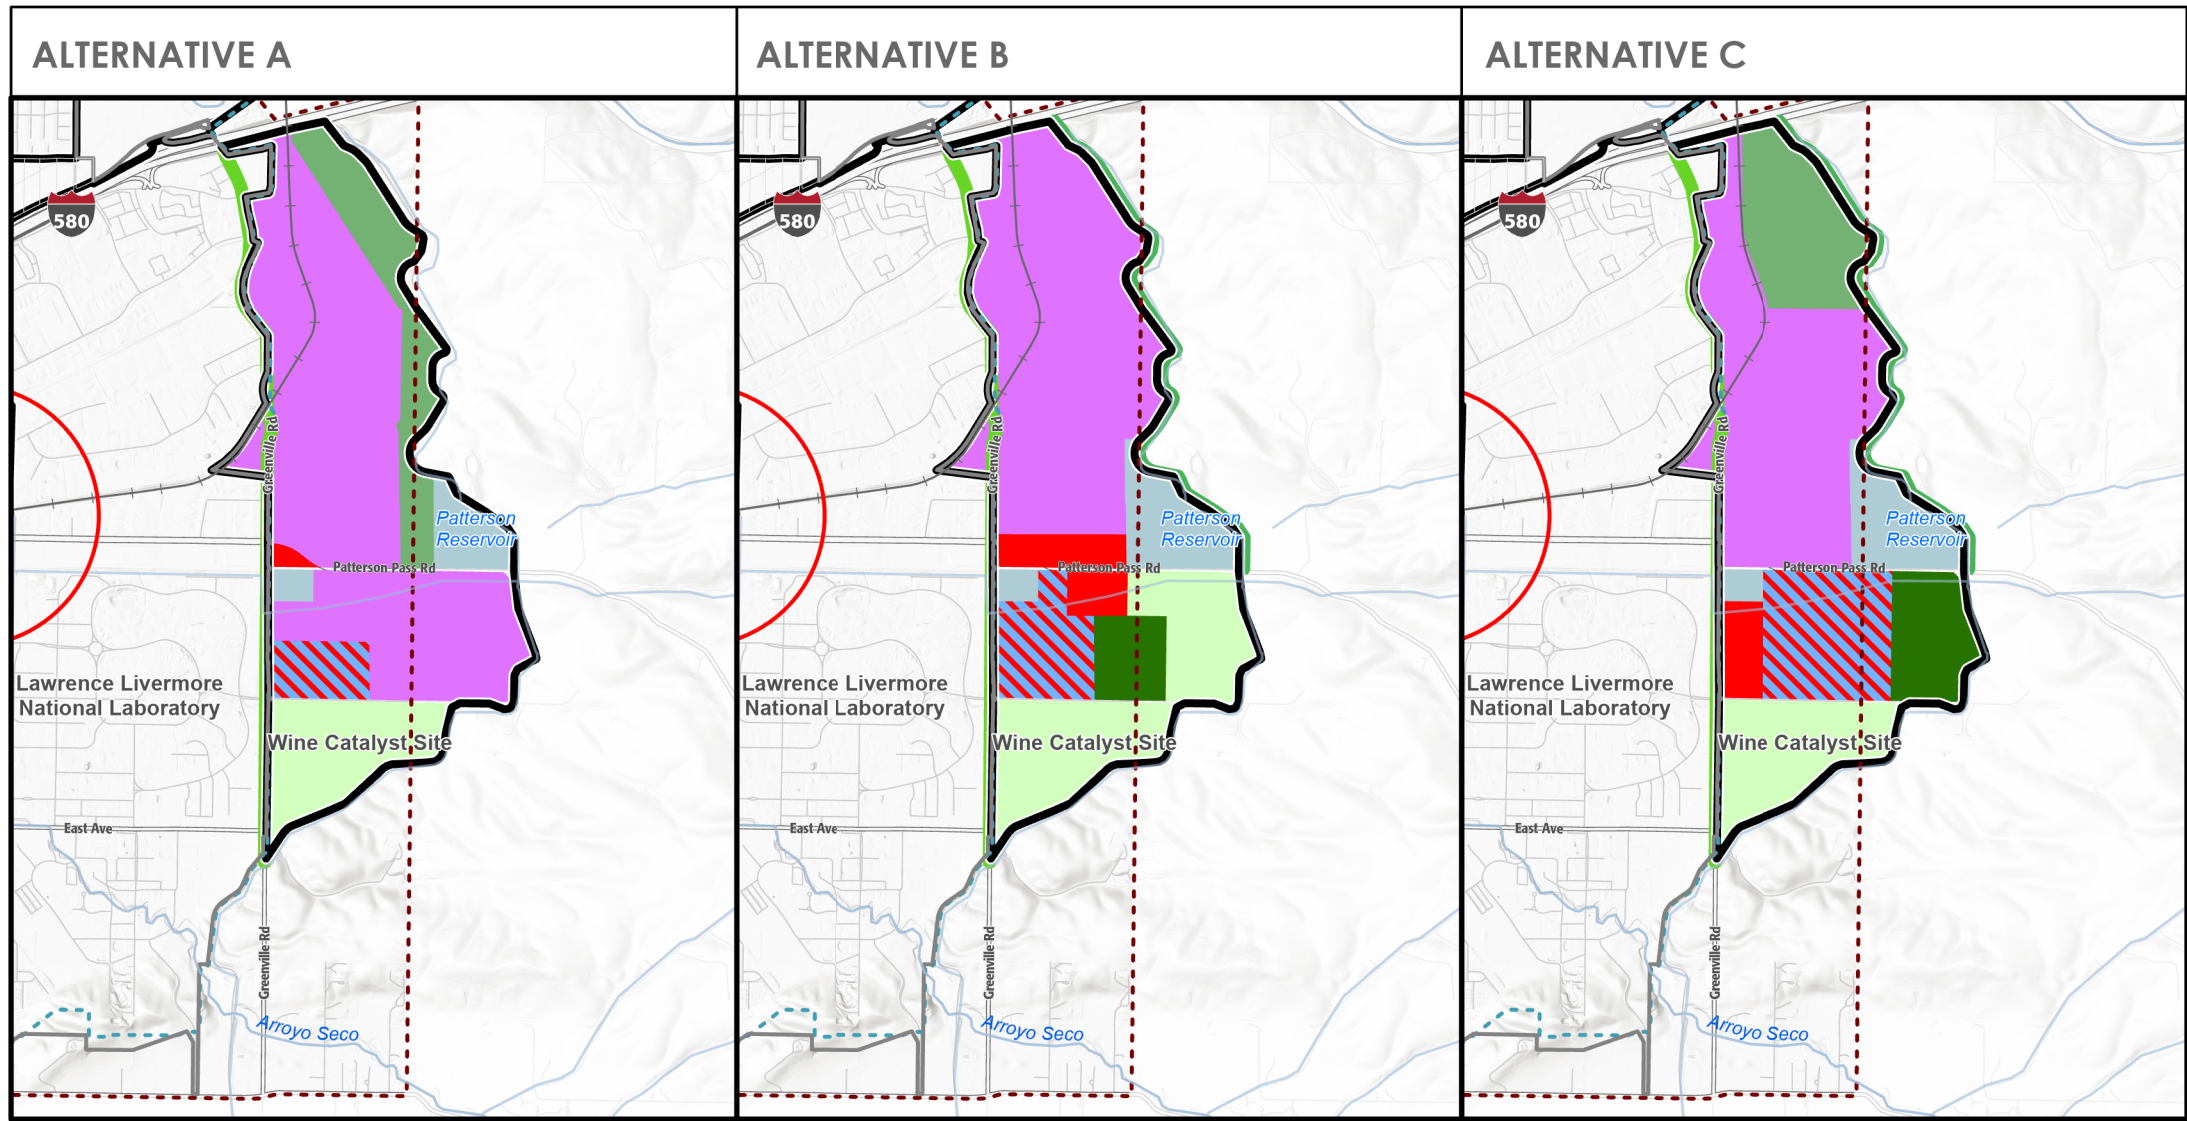 ALTERNATIVE A
580
Greenville Rd
Patterson
Reservoir
Patterson Pass Rd
Lawrence Livermore
National Laboratory
Wine Catalyst Site
East Ave
Greenville Rd
Arroyo Seco
ALTERNATIVE B
580
Greenville Rd
Patterson
Reservoir
Patterson Pass Rd
Lawrence Livermore
National Laboratory
Wine Catalyst Site
East Ave
Greenville Rd
Arroyo Seco
ALTERNATIVE C
580
Greenville Rd
Patterson
Reservoir
Patterson Pass Rd
Lawrence Livermore
National Laboratory
Wine Catalyst Site
East Ave
Greenville Rd
Arroyo Seco